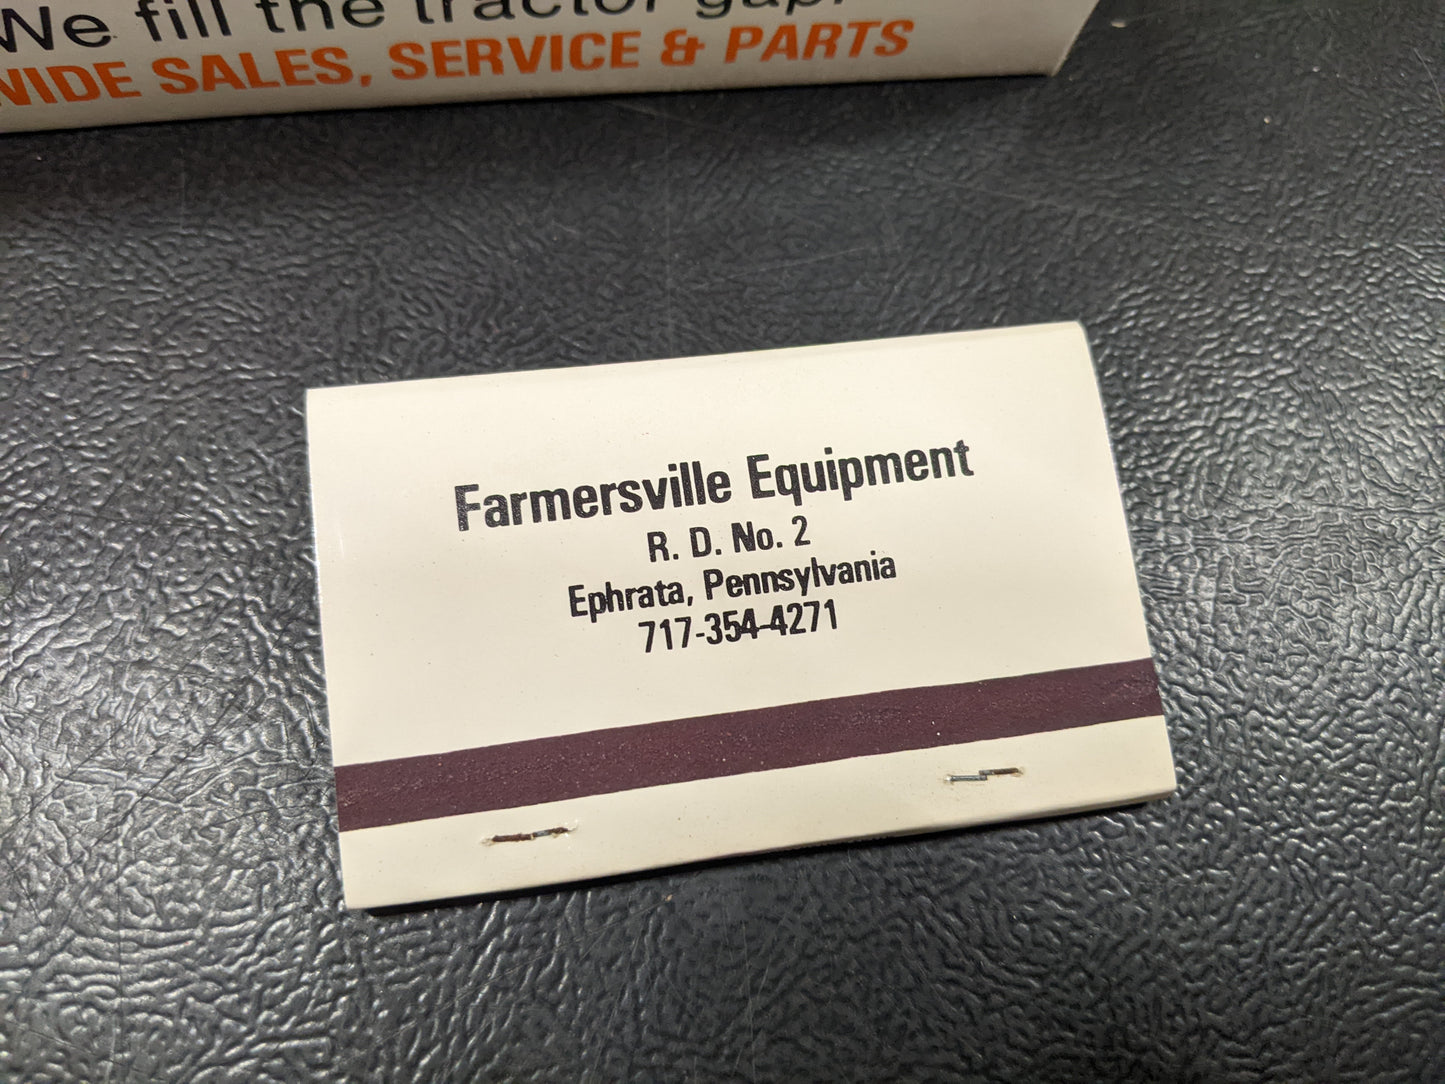 We fill the tractor gap.
WIDE SALES, SERVICE & PARTS
Farmersville Equipment
R. D. No. 2
Ephrata, Pennsylvania
717-354-4271